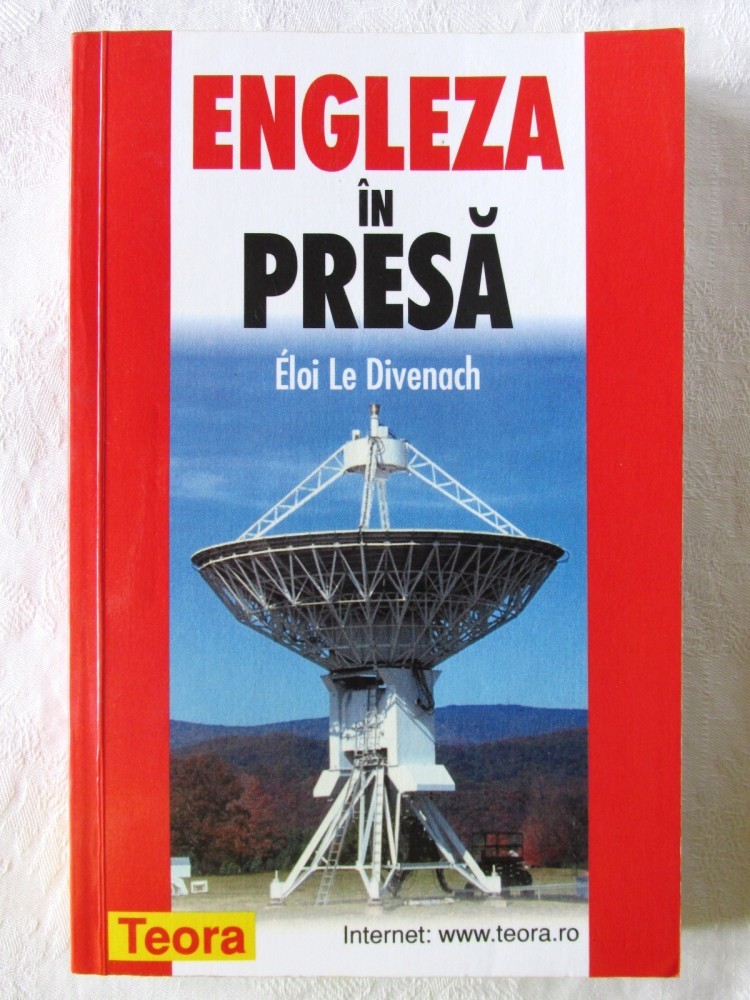 ENGLEZA
ÎN
PRESĂ
Éloi Le Divenach
Teora
Internet: www.teora.ro